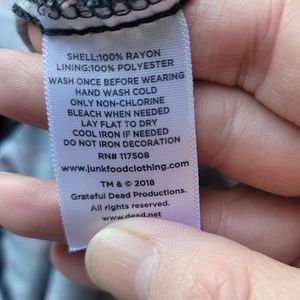 SHELL:100% RAYON
LINING:100% POLYESTER
WASH ONCE BEFORE WEARING
HAND WASH COLD
ONLY NON-CHLORINE
BLEACH WHEN NEEDED
LAY FLAT TO DRY
COOL IRON IF NEEDED
DO NOT IRON DECORATION
RN# 117508
www.junkfoodclothing.com
TM & © 2018
Grateful Dead Productions.
All rights reserved.
www.dead.net